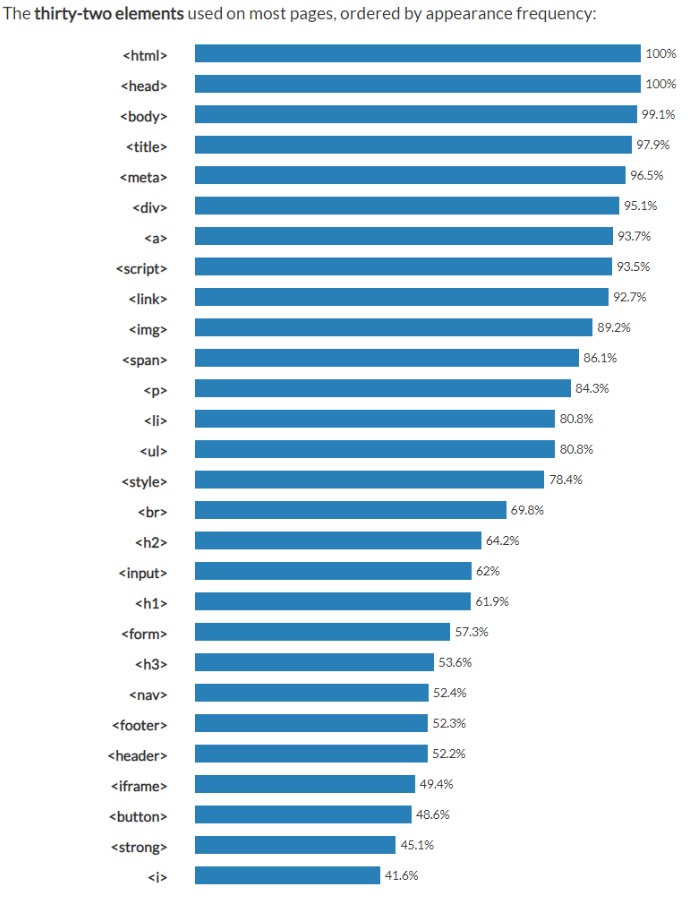 The thirty-two elements used on most pages, ordered by appearance frequency:
<html> 100%
<head> 100%
<body> 99.1%
<title> 97.9%
<meta> 96.5%
<div> 95.1%
<a> 93.7%
<script> 93.5%
<link> 92.7%
<img> 89.2%
<span> 86.1%
<p> 84.3%
<li> 80.8%
<ul> 80.8%
<style> 78.4%
<br> 69.8%
<h2> 64.2%
<input> 62%
<h1> 61.9%
<form> 57.3%
<h3> 53.6%
<nav> 52.4%
<footer> 52.3%
<header> 52.2%
<iframe> 49.4%
<button> 48.6%
<strong> 45.1%
<i> 41.6%